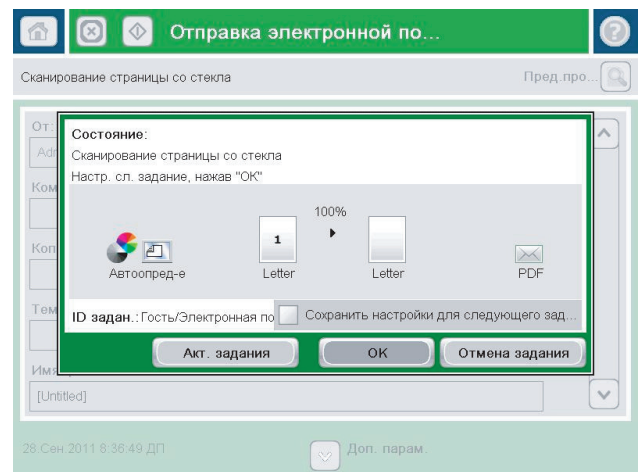 Отправка электронной по...
Сканирование страницы со стекла
Пред.про...
От:
Состояние:
Сканирование страницы со стекла
Настр. сл. задание, нажав "ОК"
Ком
Коп
Тем
Имя
100%
1
Автоопред-е
Letter
Letter
PDF
ID задан.: Гость/Электронная по
Сохранить настройки для следующего зад...
Акт. задания
ОК
Отмена задания
[Untitled]
28.Сен.2011 8:36:49 ДП
Доп. парам.